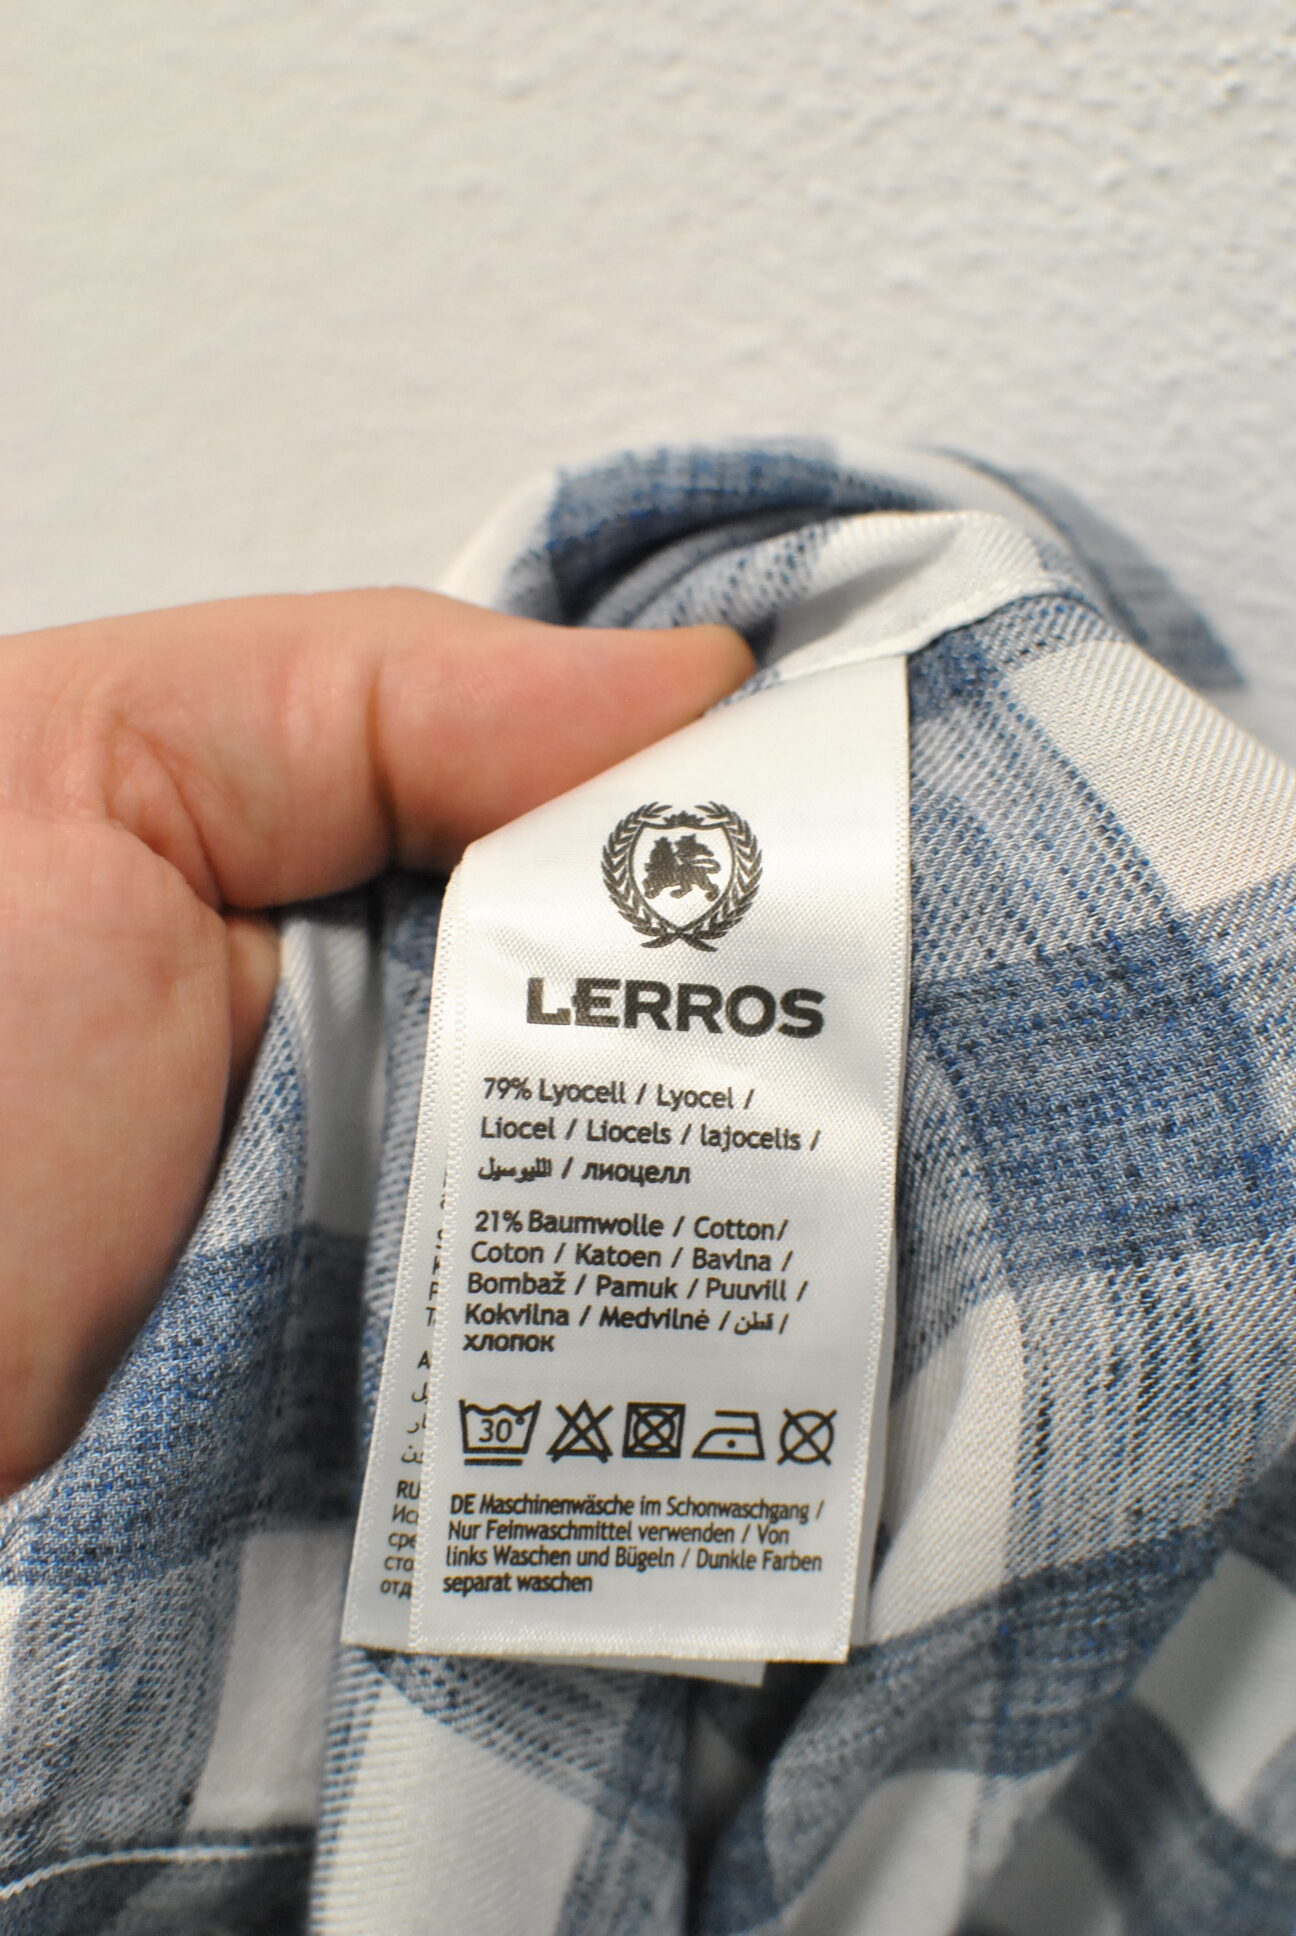 LERROS
79% Lyocell / Lyocel /
Liocel / Liocels / lajocelis /
الليوسيل / лиоцелл
21% Baumwolle / Cotton/
Coton / Katoen / Bavlna /
Bombaž / Pamuk / Puuvill /
Kokvilna / Medvilnė / قطن /
хлопок
30°
DE Maschinenwäsche im Schonwaschgang /
Nur Feinwaschmittel verwenden / Von
links Waschen und Bügeln / Dunkle Farben
separat waschen
RU